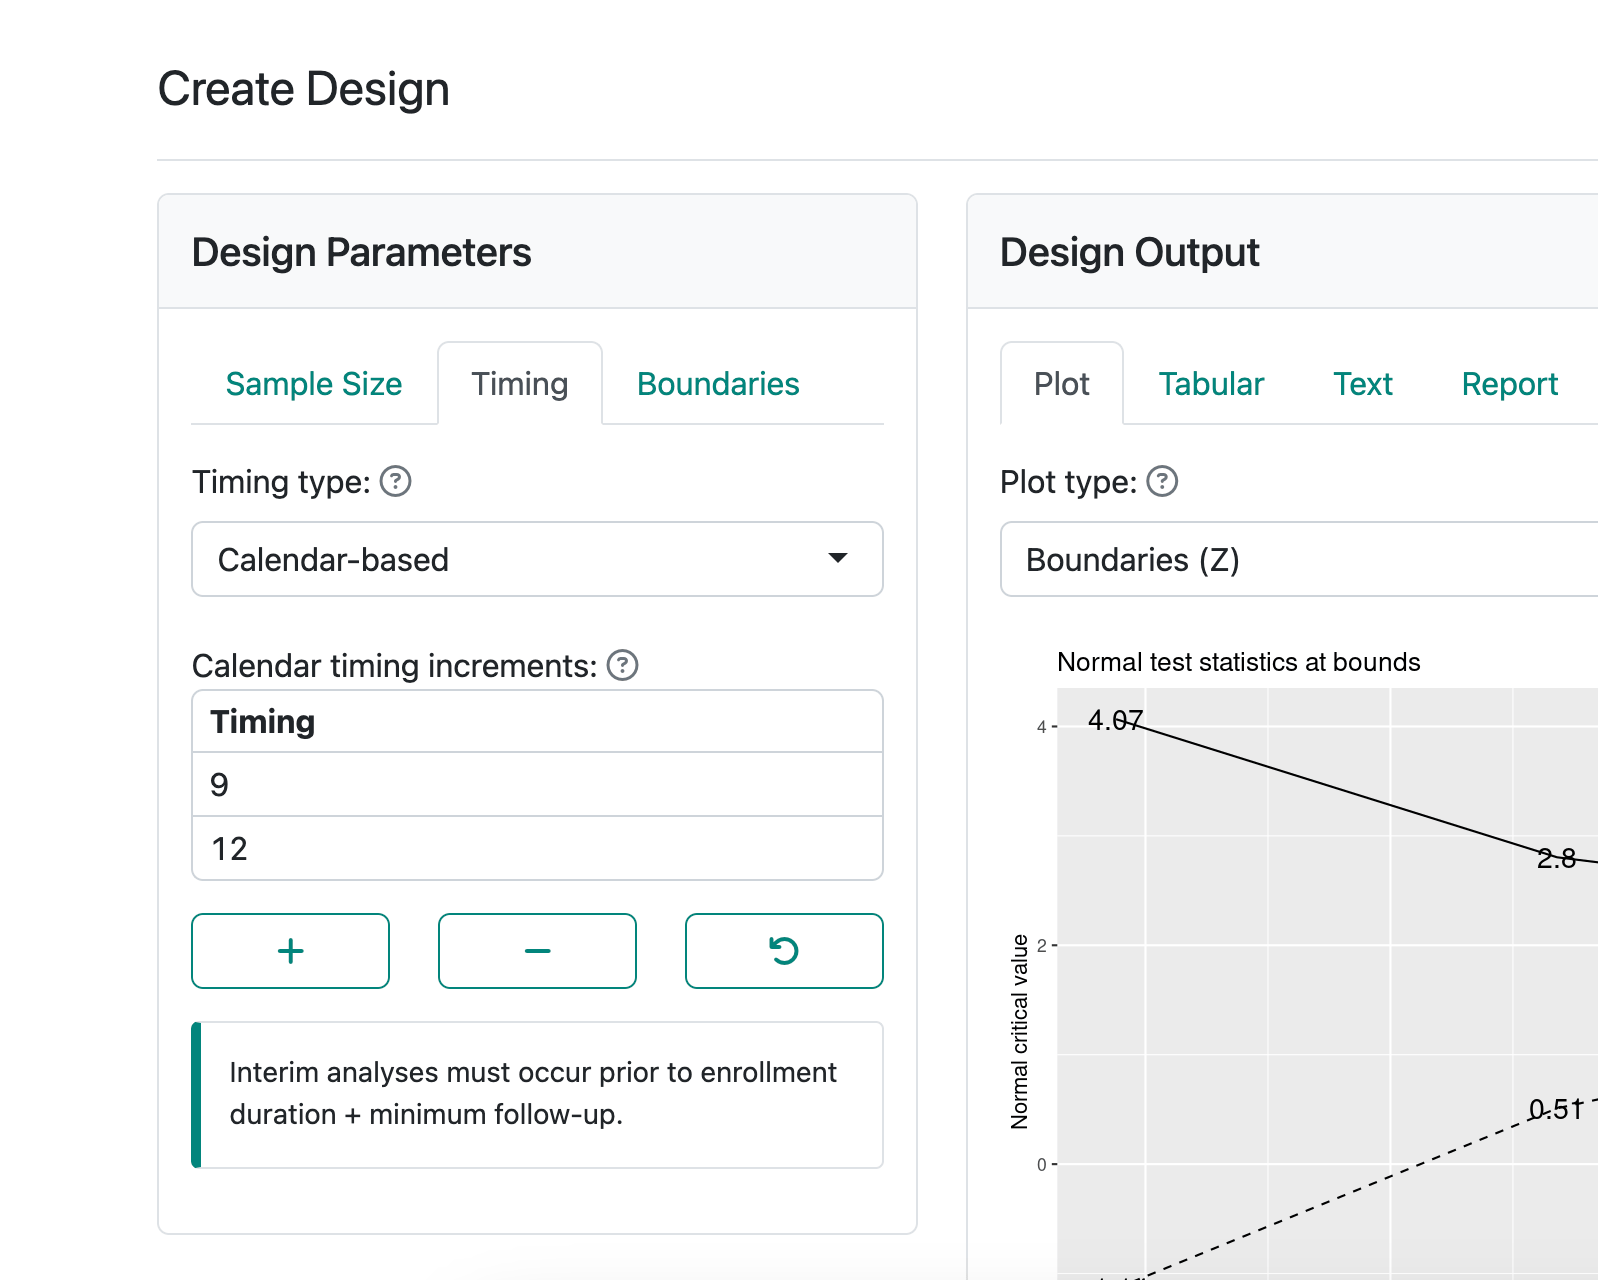 Create Design
Design Parameters
Sample Size
Timing
Boundaries
Timing type:
Calendar-based
Calendar timing increments:
Timing
9
12
Interim analyses must occur prior to enrollment
duration + minimum follow-up.
Design Output
Plot
Tabular
Text
Report
Plot type:
Boundaries (Z)
Normal test statistics at bounds
4.07
4
2.8
2
Normal critical value
0.51
0